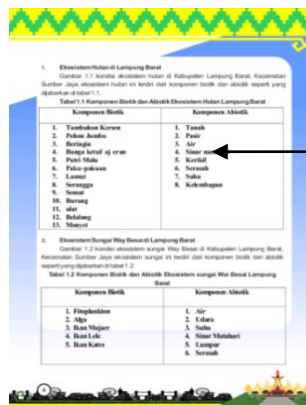 1. Ekosistem Hutan di Lampung Barat
Gambar 1.1 kondisi ekosistem hutan di Kabupaten Lampung Barat, Kecamatan
Sumber Jaya ekosistem hutan ini terdiri dari komponen biotik dan abiotik seperti yang
dijabarkan di tabel 1.1.
Tabel 1.1 Komponen Biotik dan Abiotik Ekosistem Hutan Lampung Barat
Komponen Biotik Komponen Abiotik
1. Tumbuhan Kersen 1. Tanah
2. Pohon Jambu 2. Pasir
3. Beringin 3. Air
4. Bunga 4. Sinar
5. Putri Malu 5. Kerikil
6. Paku-pakuan 6. Serasah
7. Lumut 7. Suhu
8. Serangga 8. Kelembapan
9. Semut
10. Burung
11. ulat
12. Belalang
13. Monyet
2. Ekosistem Sungai Way Besai di Lampung Barat
Gambar 1.2 kondisi ekosistem sungai Way Besai di Kabupaten Lampung Barat,
Kecamatan Sumber Jaya ekosistem sungai ini terdiri dari komponen biotik dan abiotik
seperti yang dijabarkan di tabel 1.2
Tabel 1.2 Komponen Biotik dan Abiotik Ekosistem sungai Wai Besai Lampung
Barat
Komponen Biotik Komponen Abiotik
1. Fitoplankton 1. Air
2. Alga 2. Udara
3. Ikan Mujaer 3. Suhu
4. Ikan Lele 4. Sinar Matahari
5. Ikan Kates 5. Lumpur
6. Serasah
4